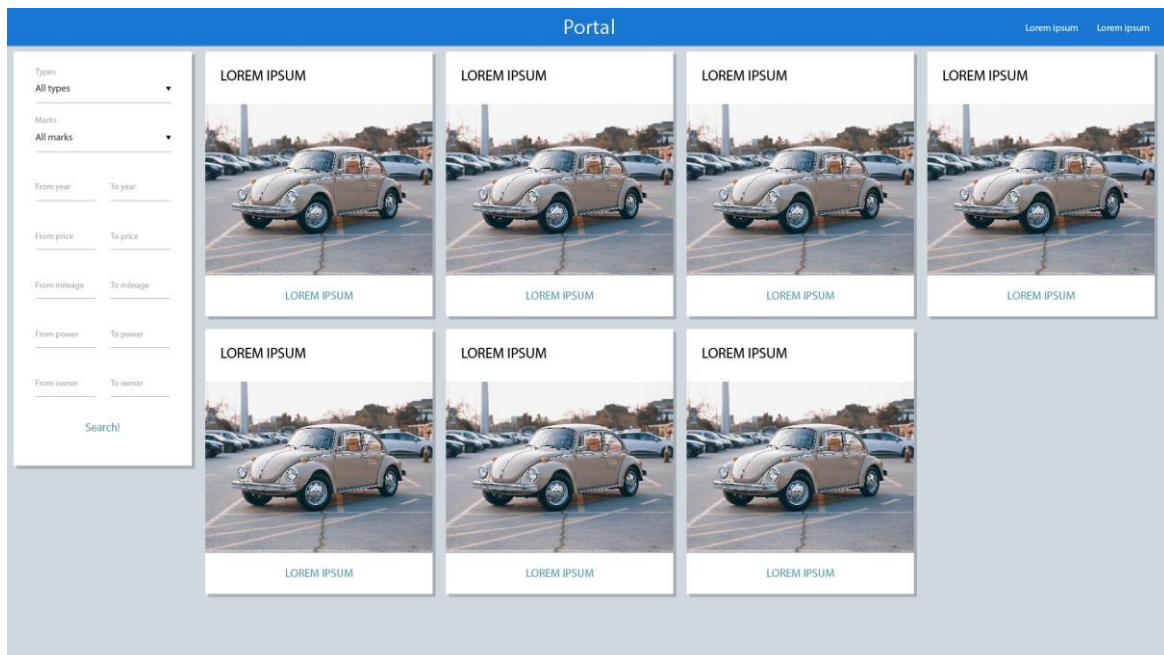 Portal
Lorem ipsum Lorem ipsum
Types
All types
Marks
All marks
From year To year
From price To price
From mileage To mileage
From power To power
From owner To owner
Search!
LOREM IPSUM LOREM IPSUM LOREM IPSUM LOREM IPSUM
LOREM IPSUM LOREM IPSUM LOREM IPSUM LOREM IPSUM
LOREM IPSUM LOREM IPSUM LOREM IPSUM
LOREM IPSUM LOREM IPSUM LOREM IPSUM